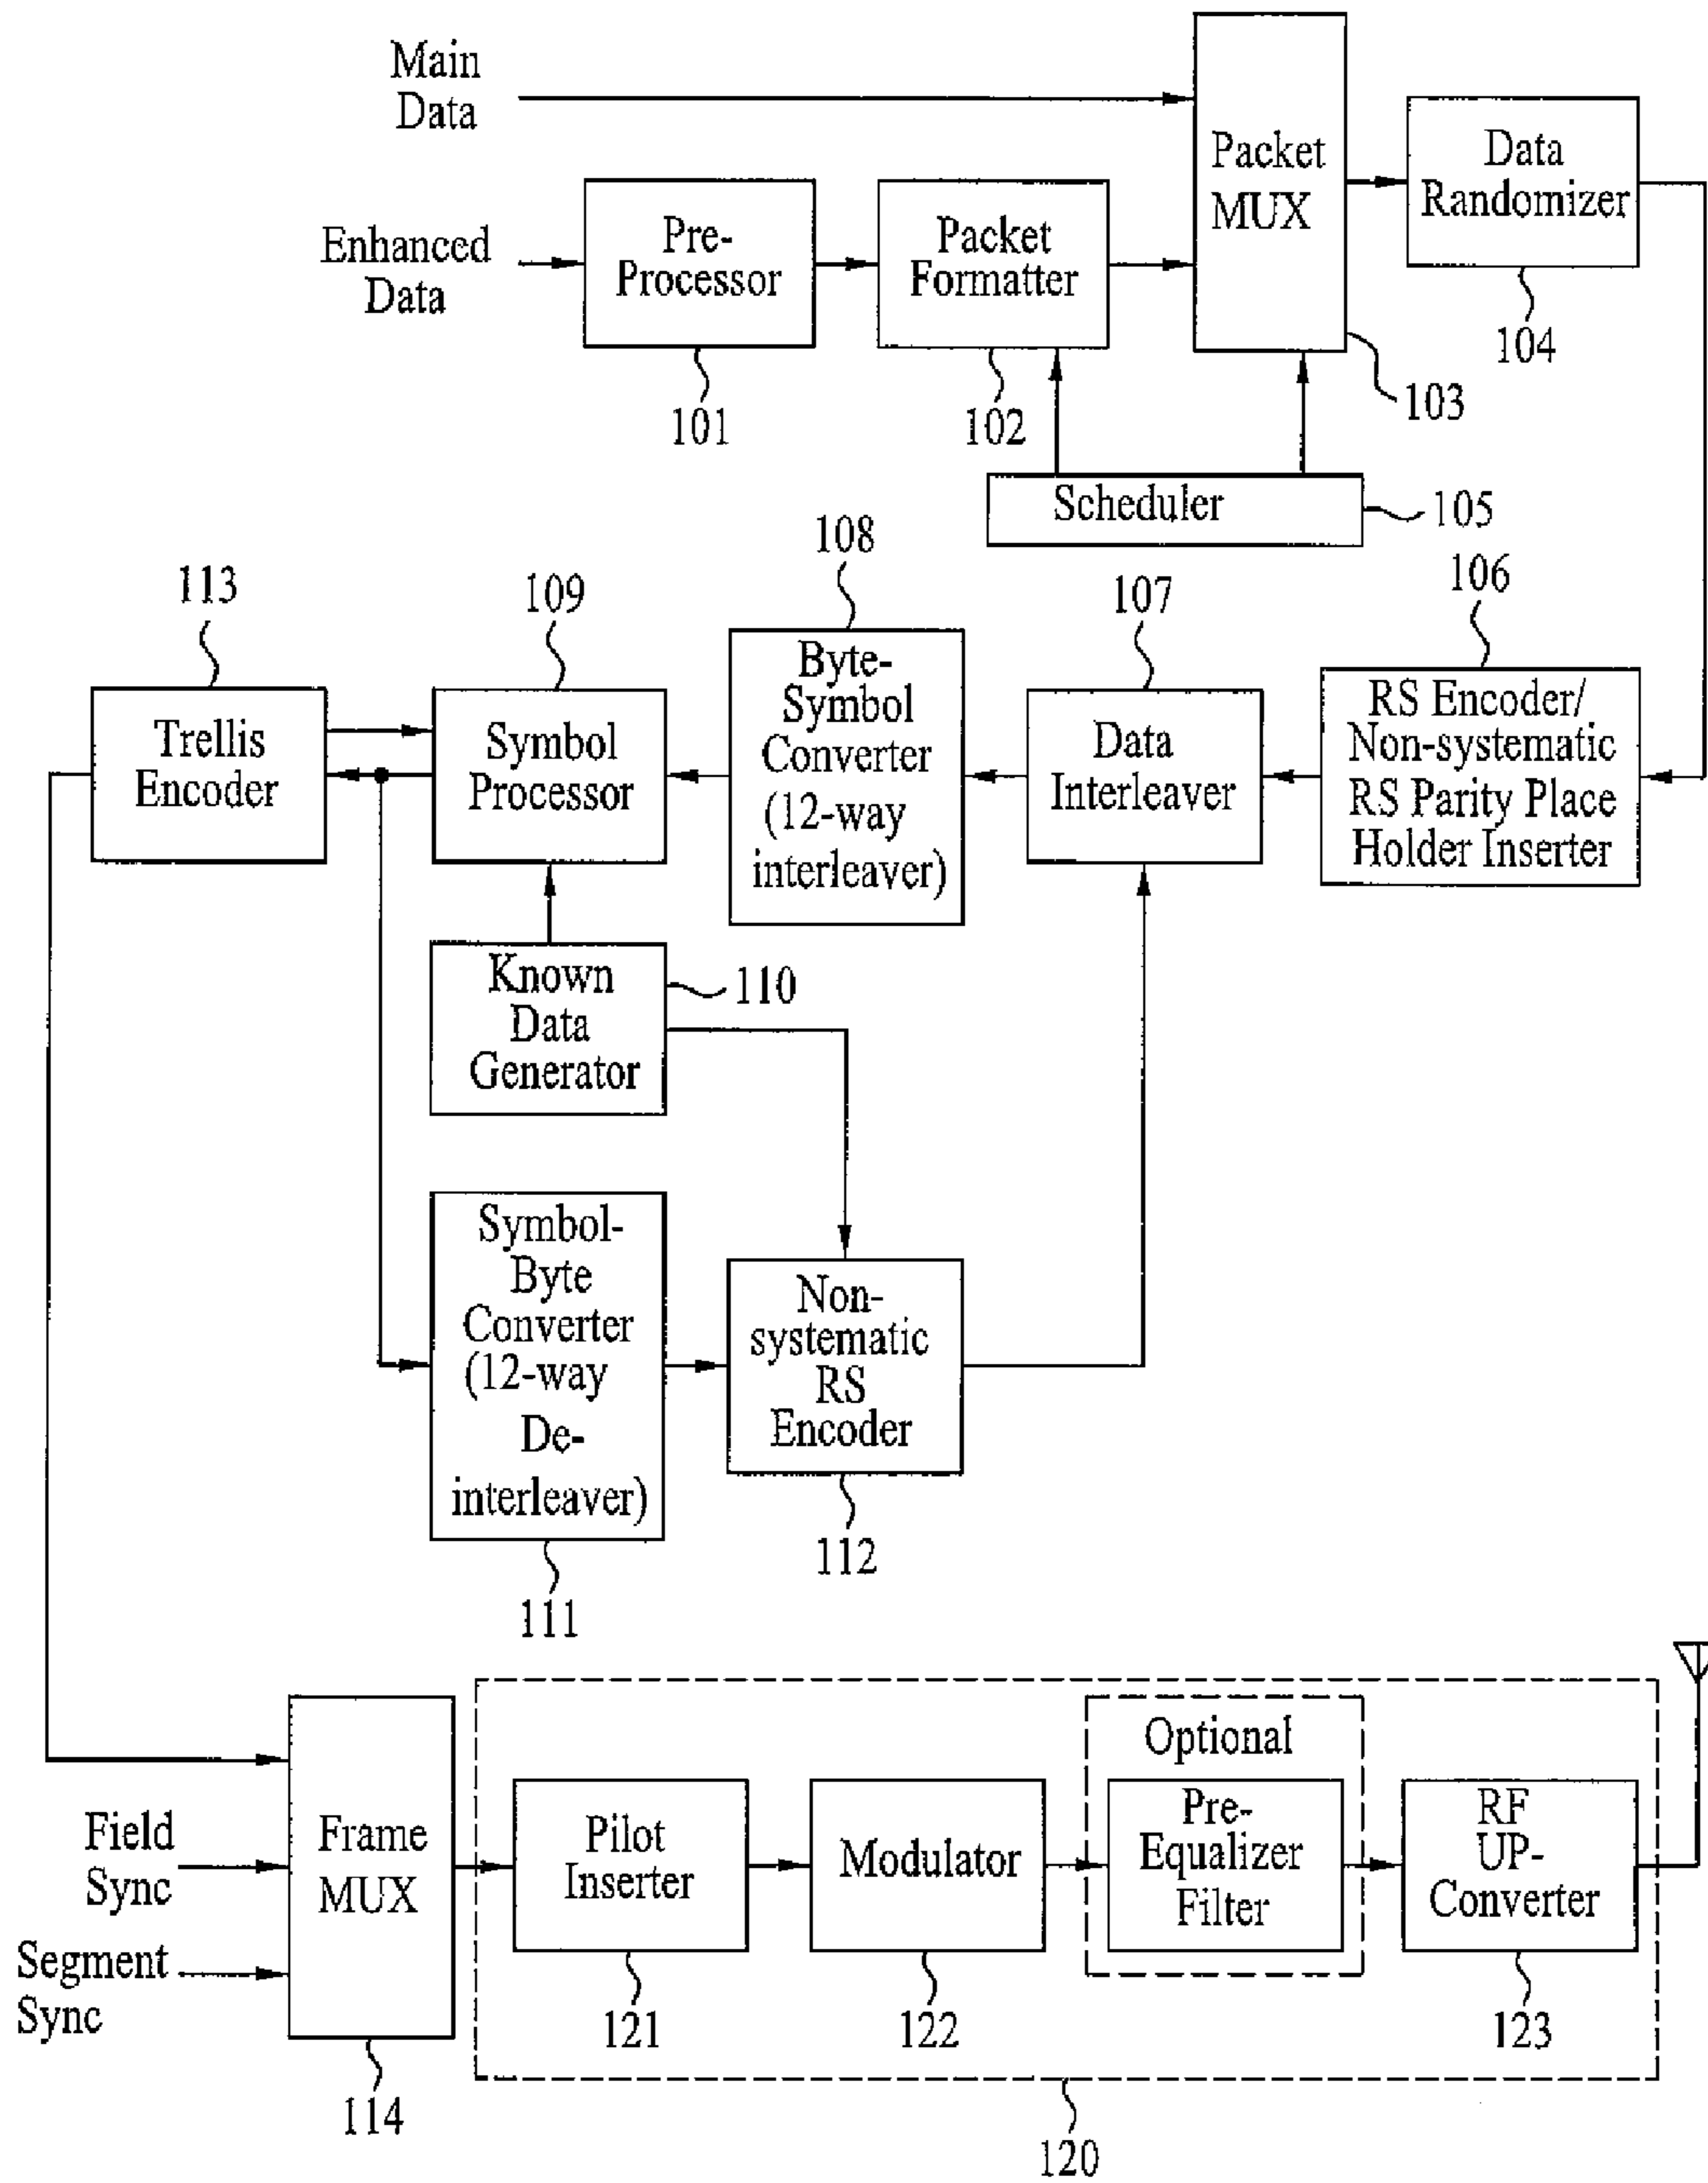 Main
Data
Enhanced
Data
Pre-
Processor
101
Packet
Formatter
102
Packet
MUX
103
Data
Randomizer
104
Scheduler
105
113
Trellis
Encoder
109
Symbol
Processor
108
Byte-
Symbol
Converter
(12-way
interleaver)
107
Data
Interleaver
106
RS Encoder/
Non-systematic
RS Parity Place
Holder Inserter
Known
Data
Generator
110
Symbol-
Byte
Converter
(12-way
De-
interleaver)
111
Non-
systematic
RS
Encoder
112
Field
Sync
Segment
Sync
Frame
MUX
114
Pilot
Inserter
121
Modulator
122
Optional
Pre-
Equalizer
Filter
RF
UP-
Converter
123
120